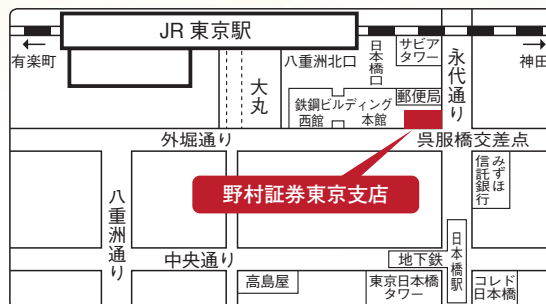 JR 東京駅
有楽町
神田
八重洲北口
日本橋口
サピア
タワー
永代通り
大丸
鉄鋼ビルディング
西館
本館
郵便局
外堀通り
呉服橋交差点
野村証券東京支店
みずほ
信託銀行
八重洲通り
中央通り
地下鉄
日本橋駅
高島屋
東京日本橋
タワー
コレド
日本橋